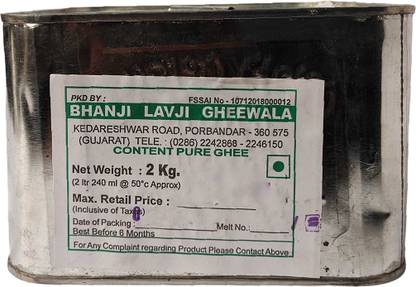 PKD BY :
FSSAI No - 10712018000012
BHANJI LAVJI GHEEWALA
KEDARESHWAR ROAD, PORBANDAR - 360 575
(GUJARAT) TELE. : (0286) 2242868 - 2246150
CONTENT PURE GHEE
Net Weight : 2 Kg.
(2 ltr 240 ml @ 50°c Approx)
Max. Retail Price :
(Inclusive of Taxes)
Date of Packing : Melt No.:
Best Before 6 Months
For Any Complaint regarding Product Please Contact Above